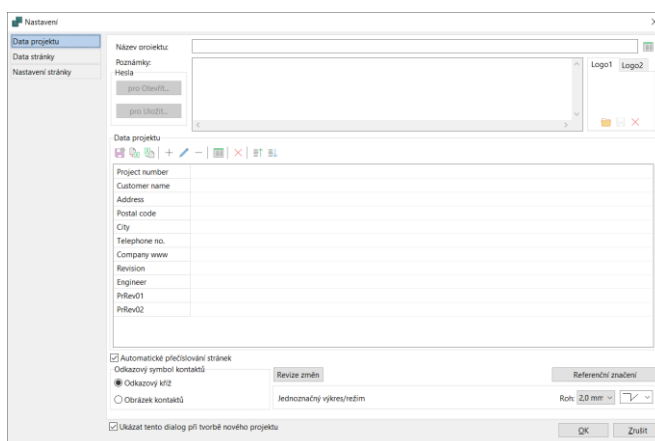 Nastavení
Data projektu
Data stránky
Nastavení stránky
Název projektu:
Poznámky:
Hesla
pro Otevřít...
pro Uložit...
Logo1 Logo2
Data projektu
Project number
Customer name
Address
Postal code
City
Telephone no.
Company www
Revision
Engineer
PrRev01
PrRev02
Automatické přečíslování stránek
Odkazový symbol kontaktů
Odkazový kříž
Obrázek kontaktů
Revize změn
Referenční značení
Jednoznačný výkres/režim
Roh: 2,0 mm
Ukázat tento dialog při tvorbě nového projektu
OK Zrušit